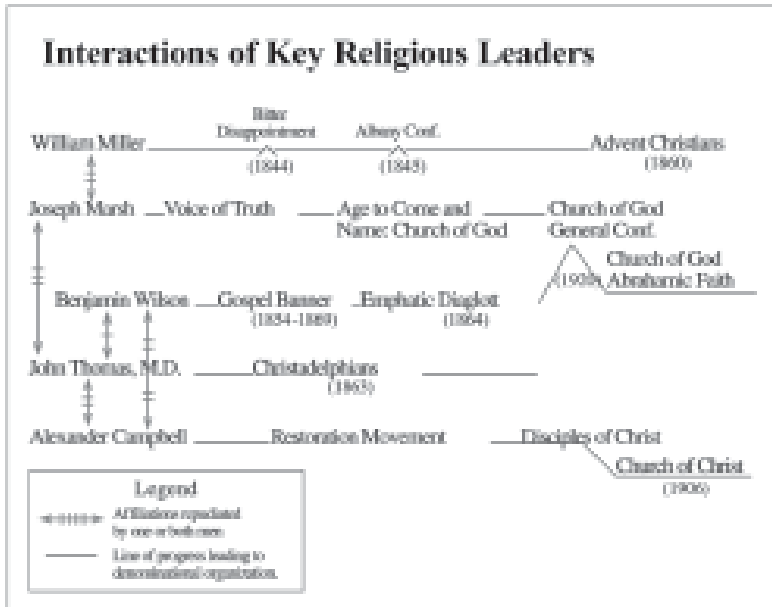 Interactions of Key Religious Leaders
Bitter
Disappointment
Albany Conf.
William Miller
Advent Christians
(1844)
(1845)
(1860)
Joseph Marsh
Voice of Truth
Age to Come and
Name: Church of God
Church of God
General Conf.
Church of God
Abrahamic Faith
Benjamin Wilson
Gospel Banner
(1854-1869)
Emphatic Diaglott
(1864)
John Thomas, M.D.
Christadelphians
(1863)
Alexander Campbell
Restoration Movement
Disciples of Christ
Church of Christ
(1906)
Legend
Affiliations repudiated
by one or both men.
Line of progress leading to
denominational organization.